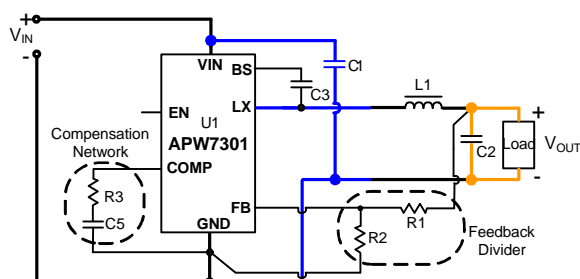 +
VIN
-
VIN
BS
C1
C3
L1
EN
LX
U1
APW7301
Compensation
Network
COMP
R3
C5
FB
GND
R2
R1
Feedback
Divider
C2
Load
+
VOUT
-